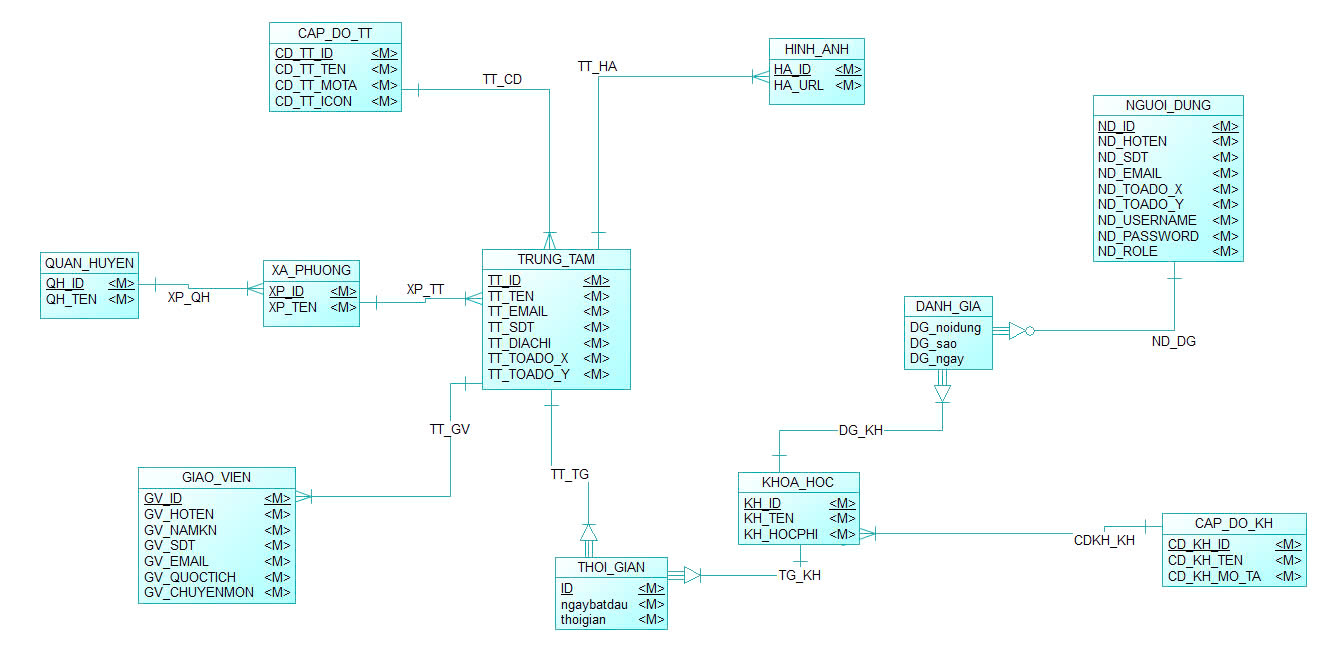 CAP_DO_TT
CD_TT_ID <M>
CD_TT_TEN <M>
CD_TT_MOTA <M>
CD_TT_ICON <M>
TT_CD
TT_HA
HINH_ANH
HA_ID <M>
HA_URL <M>
NGUOI_DUNG
ND_ID <M>
ND_HOTEN <M>
ND_SDT <M>
ND_EMAIL <M>
ND_TOADO_X <M>
ND_TOADO_Y <M>
ND_USERNAME <M>
ND_PASSWORD <M>
ND_ROLE <M>
QUAN_HUYEN
QH_ID <M>
QH_TEN <M>
XP_QH
XA_PHUONG
XP_ID <M>
XP_TEN <M>
XP_TT
TRUNG_TAM
TT_ID <M>
TT_TEN <M>
TT_EMAIL <M>
TT_SDT <M>
TT_DIACHI <M>
TT_TOADO_X <M>
TT_TOADO_Y <M>
DANH_GIA
DG_noidung
DG_sao
DG_ngay
ND_DG
TT_GV
DG_KH
GIAO_VIEN
GV_ID <M>
GV_HOTEN <M>
GV_NAMKN <M>
GV_SDT <M>
GV_EMAIL <M>
GV_QUOCTICH <M>
GV_CHUYENMON <M>
TT_TG
KHOA_HOC
KH_ID <M>
KH_TEN <M>
KH_HOCPHI <M>
CDKH_KH
CAP_DO_KH
CD_KH_ID <M>
CD_KH_TEN <M>
CD_KH_MO_TA <M>
THOI_GIAN
ID <M>
ngaybatdau <M>
thoigian <M>
TG_KH